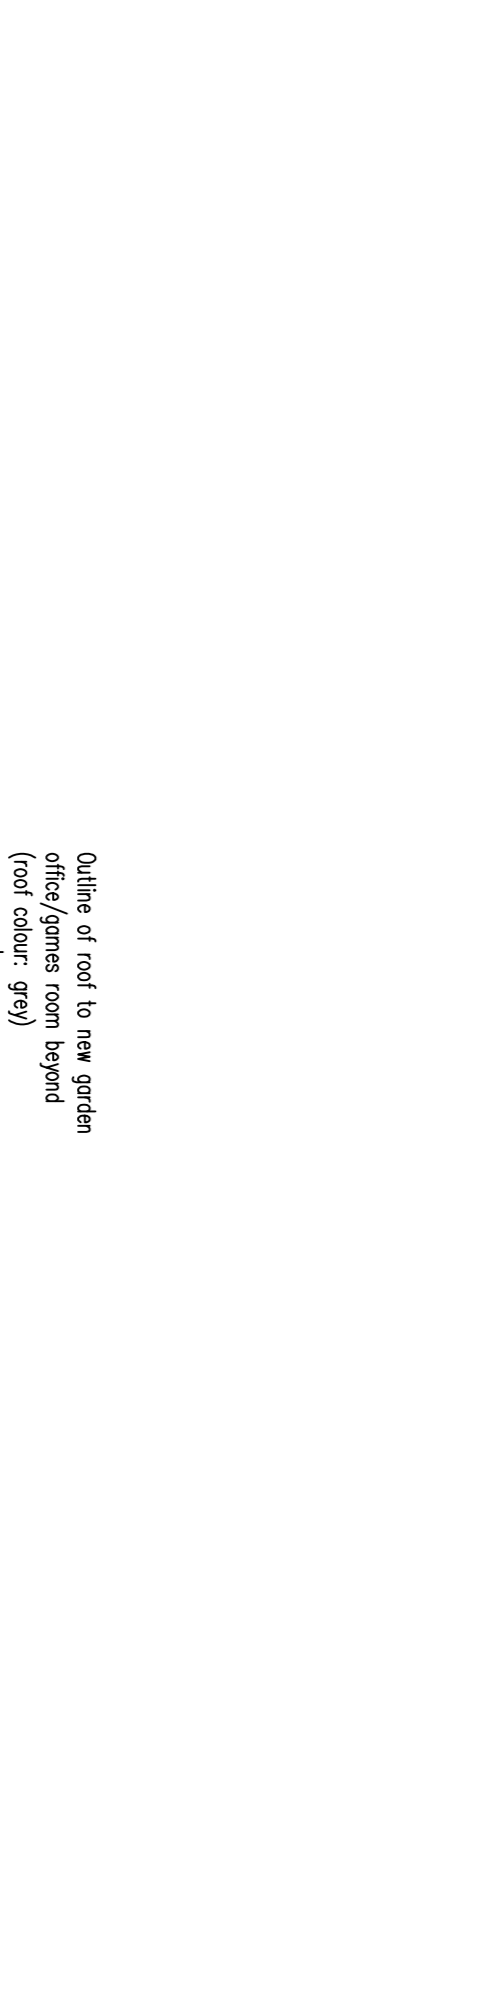 Outline of roof to new garden
office/games room beyond
(roof colour: grey)